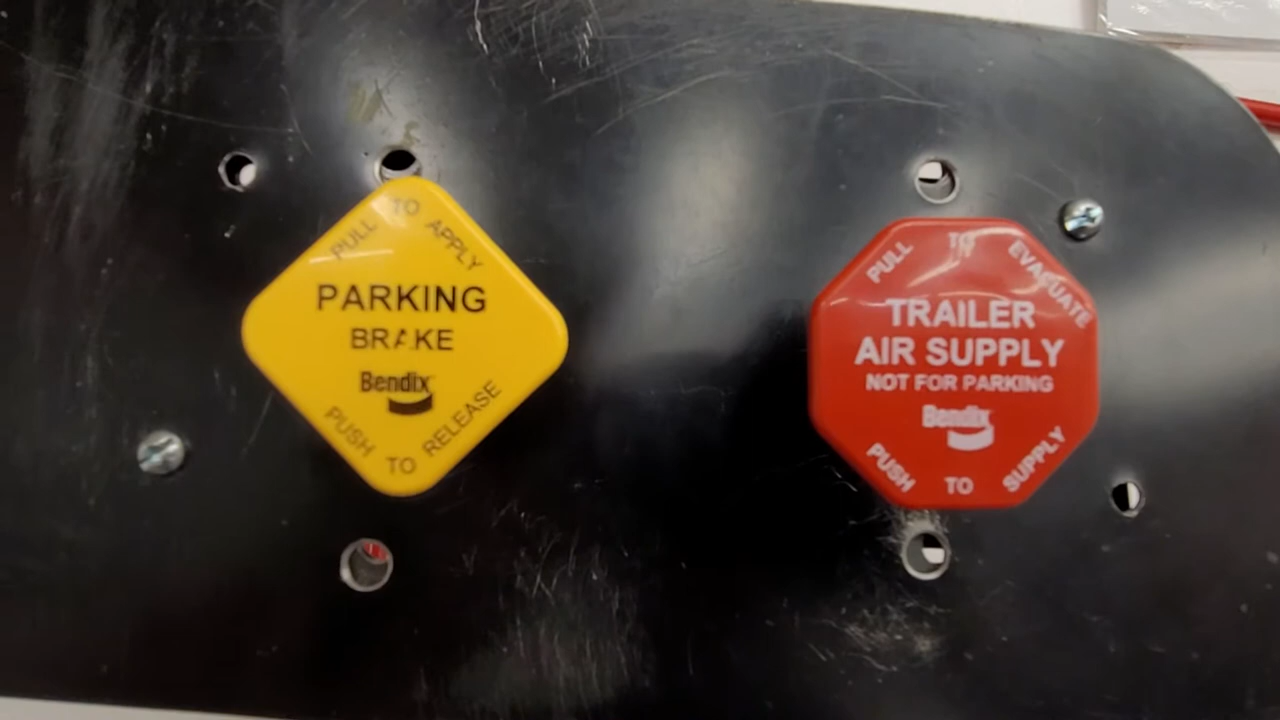 PULL TO APPLY
PARKING
BRAKE
Bendix
PUSH TO RELEASE
PULL TO EVACUATE
TRAILER
AIR SUPPLY
NOT FOR PARKING
Bendix
PUSH TO SUPPLY